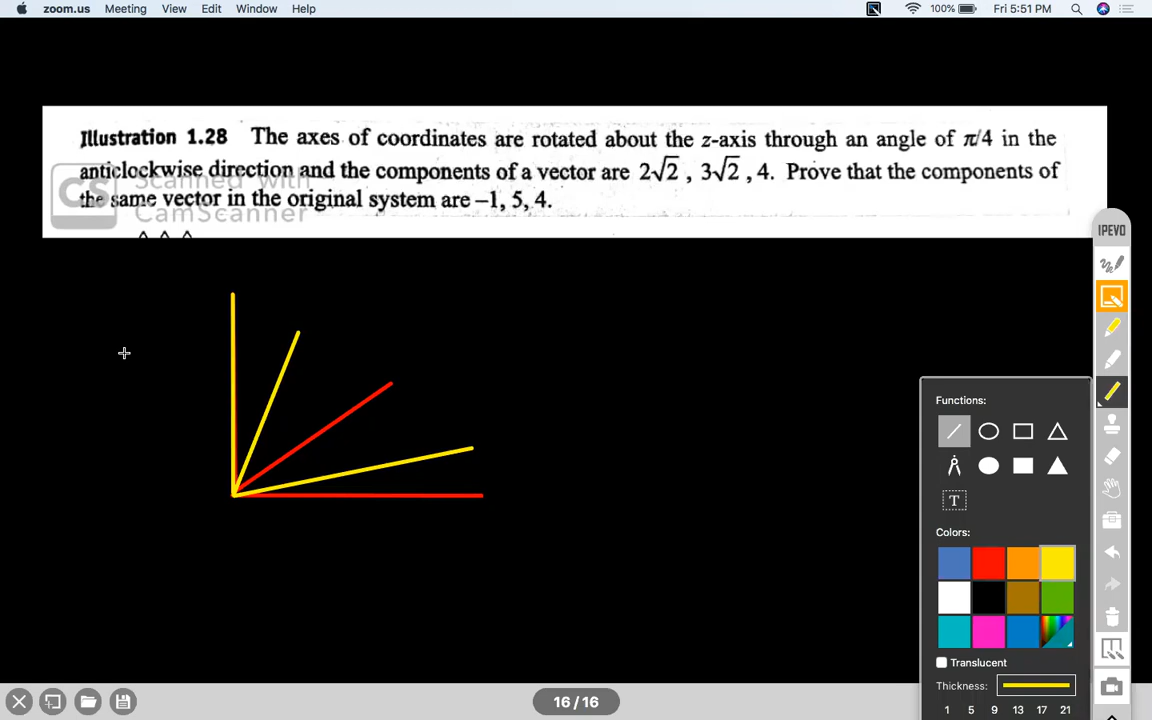 zoom.us Meeting View Edit Window Help 100% Fri 5:51 PM
Illustration 1.28 The axes of coordinates are rotated about the z-axis through an angle of π/4 in the
anticlockwise direction and the components of a vector are 2√2 , 3√2 , 4. Prove that the components of
the same vector in the original system are −1, 5, 4.
CS Scanned with
CamScanner
IPEVO
Functions:
T
Colors:
Translucent
Thickness:
1 5 9 13 17 21
16 / 16